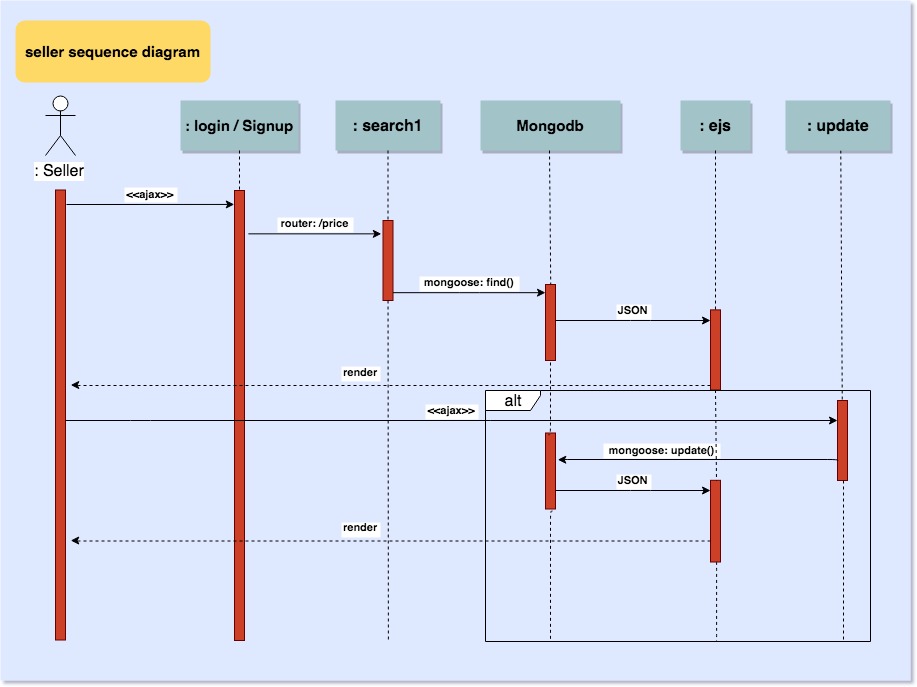 seller sequence diagram
: Seller
: login / Signup
: search1
Mongodb
: ejs
: update
<<ajax>>
router: /price
mongoose: find()
JSON
render
alt
<<ajax>>
mongoose: update()
JSON
render